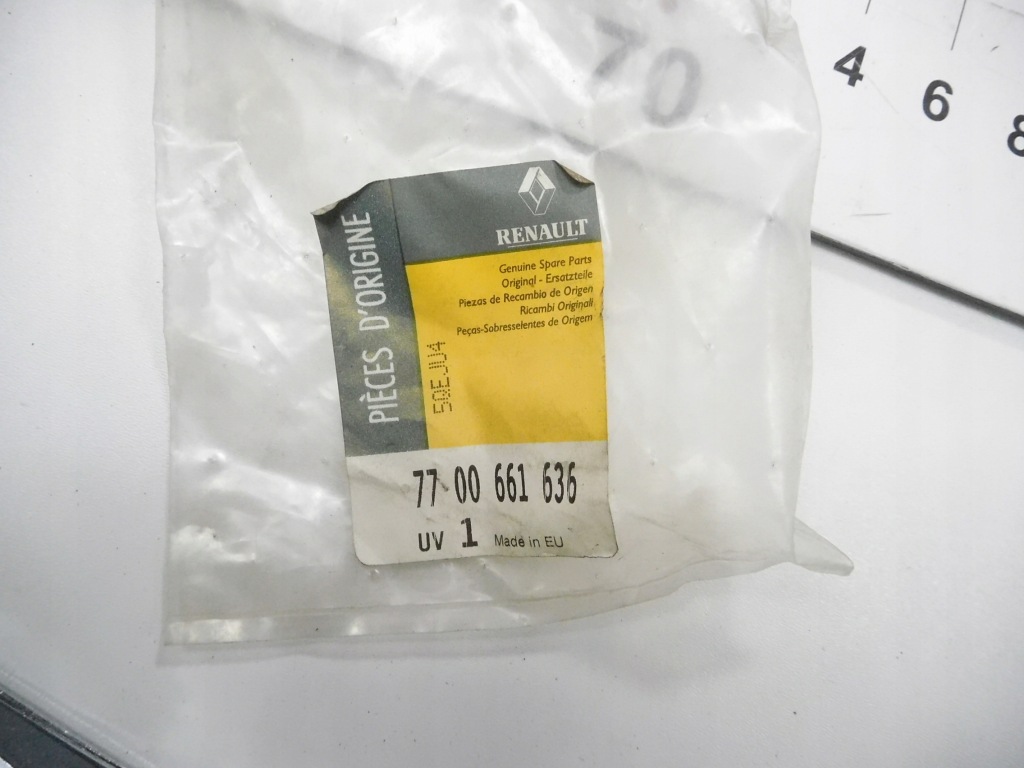 70
4
6
8
RENAULT
PIÈCES D'ORIGINE
Genuine Spare Parts
Original - Ersatzteile
Piezas de Recambio de Origen
Ricambi Originali
Peças-Sobresselentes de Origem
50EJU4
77 00 661 636
UV 1 Made in EU